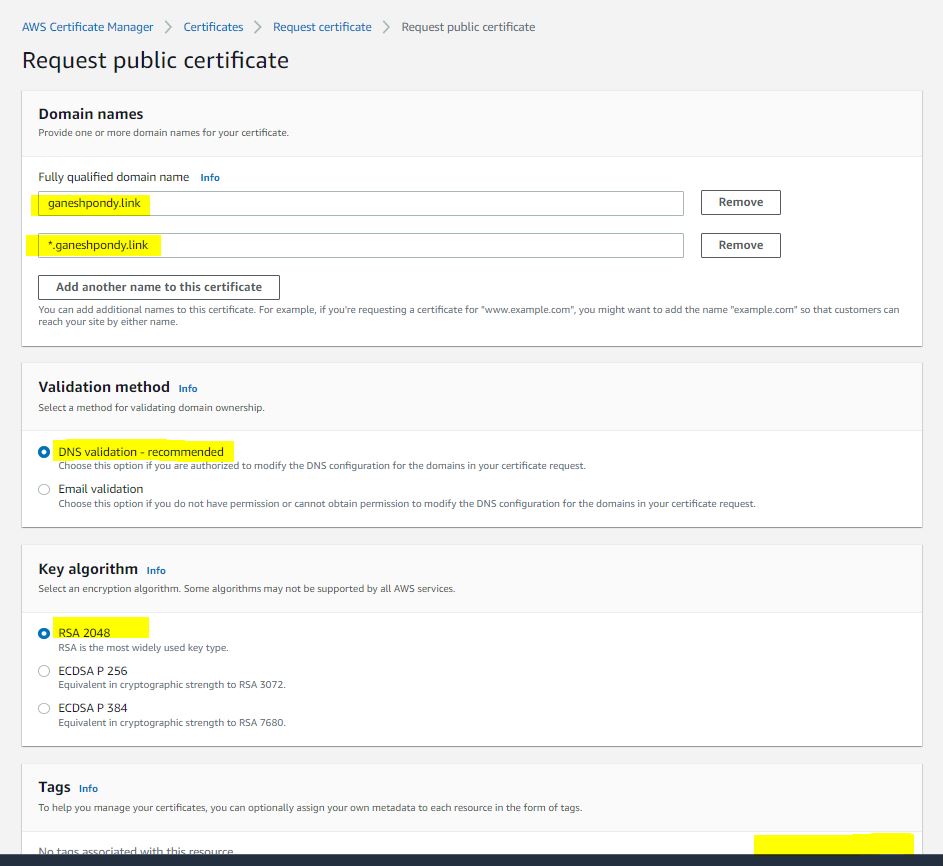 AWS Certificate Manager > Certificates > Request certificate > Request public certificate
Request public certificate
Domain names
Provide one or more domain names for your certificate.
Fully qualified domain name Info
ganeshpondy.link Remove
*.ganeshpondy.link Remove
Add another name to this certificate
You can add additional names to this certificate. For example, if you're requesting a certificate for "www.example.com", you might want to add the name "example.com" so that customers can
reach your site by either name.
Validation method Info
Select a method for validating domain ownership.
DNS validation - recommended
Choose this option if you are authorized to modify the DNS configuration for the domains in your certificate request.
Email validation
Choose this option if you do not have permission or cannot obtain permission to modify the DNS configuration for the domains in your certificate request.
Key algorithm Info
Select an encryption algorithm. Some algorithms may not be supported by all AWS services.
RSA 2048
RSA is the most widely used key type.
ECDSA P 256
Equivalent in cryptographic strength to RSA 3072.
ECDSA P 384
Equivalent in cryptographic strength to RSA 7680.
Tags Info
To help you manage your certificates, you can optionally assign your own metadata to each resource in the form of tags.
No tags associated with this resource